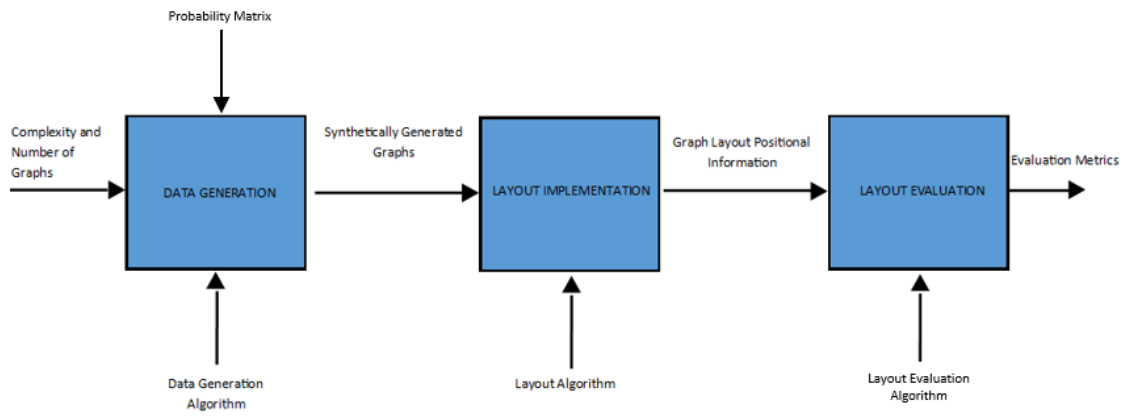 Probability Matrix
Complexity and
Number of
Graphs
DATA GENERATION
Data Generation
Algorithm
Synthetically Generated
Graphs
LAYOUT IMPLEMENTATION
Layout Algorithm
Graph Layout Positional
Information
LAYOUT EVALUATION
Layout Evaluation
Algorithm
Evaluation Metrics